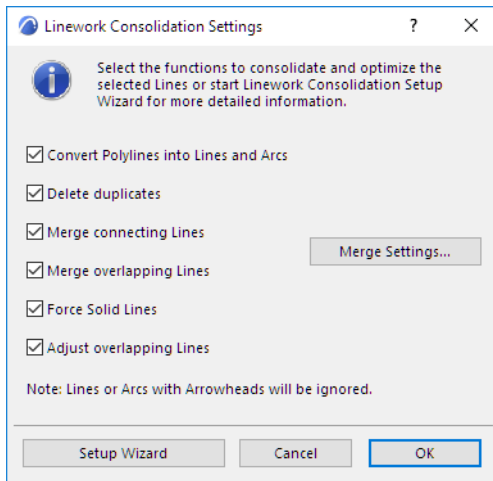 Linework Consolidation Settings
Select the functions to consolidate and optimize the
selected Lines or start Linework Consolidation Setup
Wizard for more detailed information.
Convert Polylines into Lines and Arcs
Delete duplicates
Merge connecting Lines
Merge Settings...
Merge overlapping Lines
Force Solid Lines
Adjust overlapping Lines
Note: Lines or Arcs with Arrowheads will be ignored.
Setup Wizard
Cancel
OK